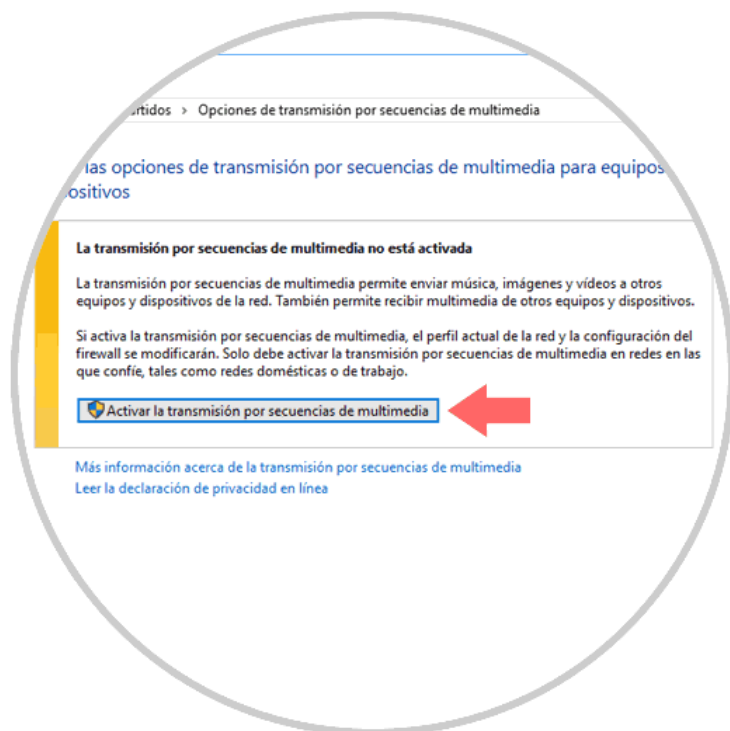 Opciones de transmisión por secuencias de multimedia
las opciones de transmisión por secuencias de multimedia para equipos
La transmisión por secuencias de multimedia no está activada
La transmisión por secuencias de multimedia permite enviar música, imágenes y vídeos a otros
equipos y dispositivos de la red. También permite recibir multimedia de otros equipos y dispositivos.
Si activa la transmisión por secuencias de multimedia, el perfil actual de la red y la configuración del
firewall se modificarán. Solo debe activar la transmisión por secuencias de multimedia en redes en las
que confíe, tales como redes domésticas o de trabajo.
Activar la transmisión por secuencias de multimedia
Más información acerca de la transmisión por secuencias de multimedia
Leer la declaración de privacidad en línea